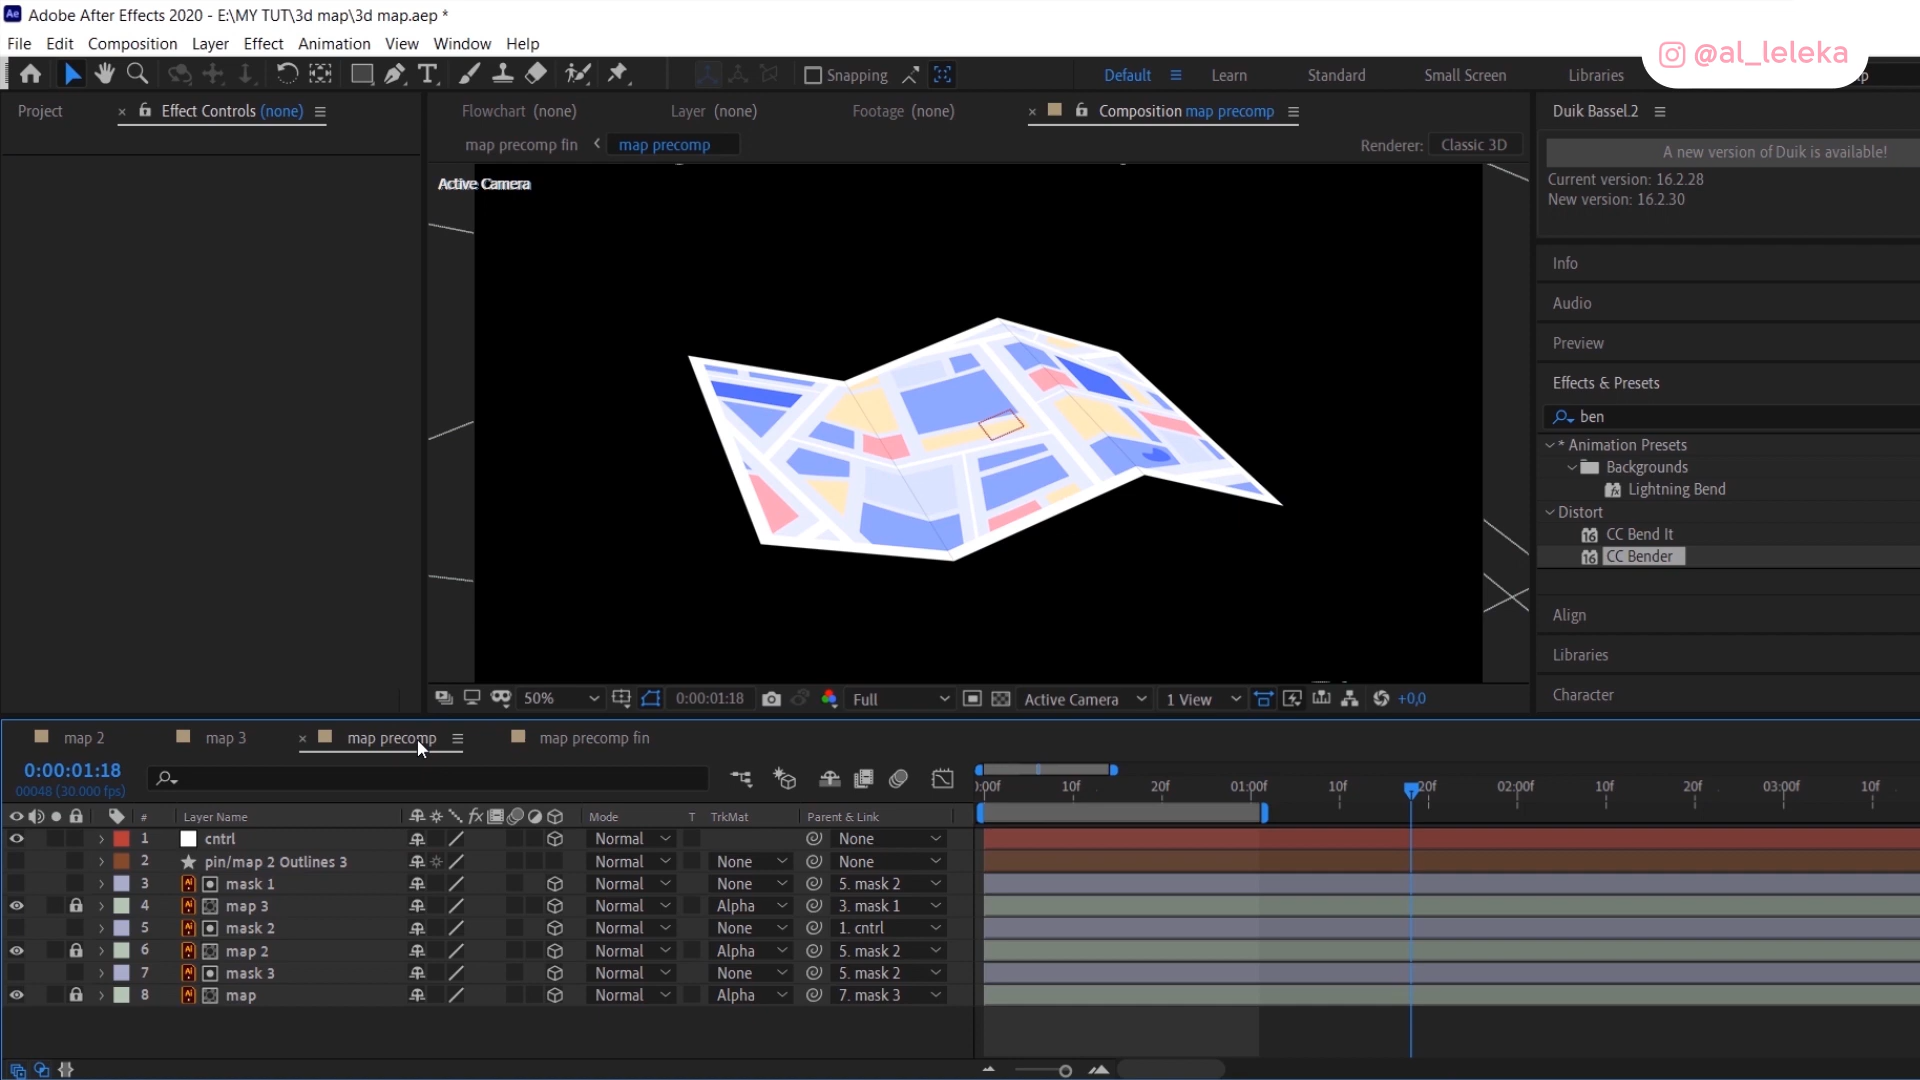 Adobe After Effects 2020 - E:\MY TUT\3d map\3d map.aep *
File Edit Composition Layer Effect Animation View Window Help
@al_leleka
Snapping
Default Learn Standard Small Screen Libraries
Project Effect Controls (none)
Flowchart (none) Layer (none) Footage (none) Composition map precomp
Duik Bassel.2
map precomp fin map precomp
Renderer: Classic 3D
A new version of Duik is available!
Current version: 16.2.28
New version: 16.2.30
Active Camera
Info
Audio
Preview
Effects & Presets
ben
* Animation Presets
Backgrounds
Lightning Bend
Distort
CC Bend It
CC Bender
Align
Libraries
Character
50% 0:00:01:18 Full Active Camera 1 View +0,0
map 2 map 3 map precomp map precomp fin
0:00:01:18
00048 (30.000 fps)
0:00f 10f 20f 01:00f 10f 20f 02:00f 10f 20f 03:00f 10f
# Layer Name fx Mode T TrkMat Parent & Link
1 cntrl Normal None
2 pin/map 2 Outlines 3 Normal None None
3 mask 1 Normal None 5. mask 2
4 map 3 Normal Alpha 3. mask 1
5 mask 2 Normal None 1. cntrl
6 map 2 Normal Alpha 5. mask 2
7 mask 3 Normal None 5. mask 2
8 map Normal Alpha 7. mask 3